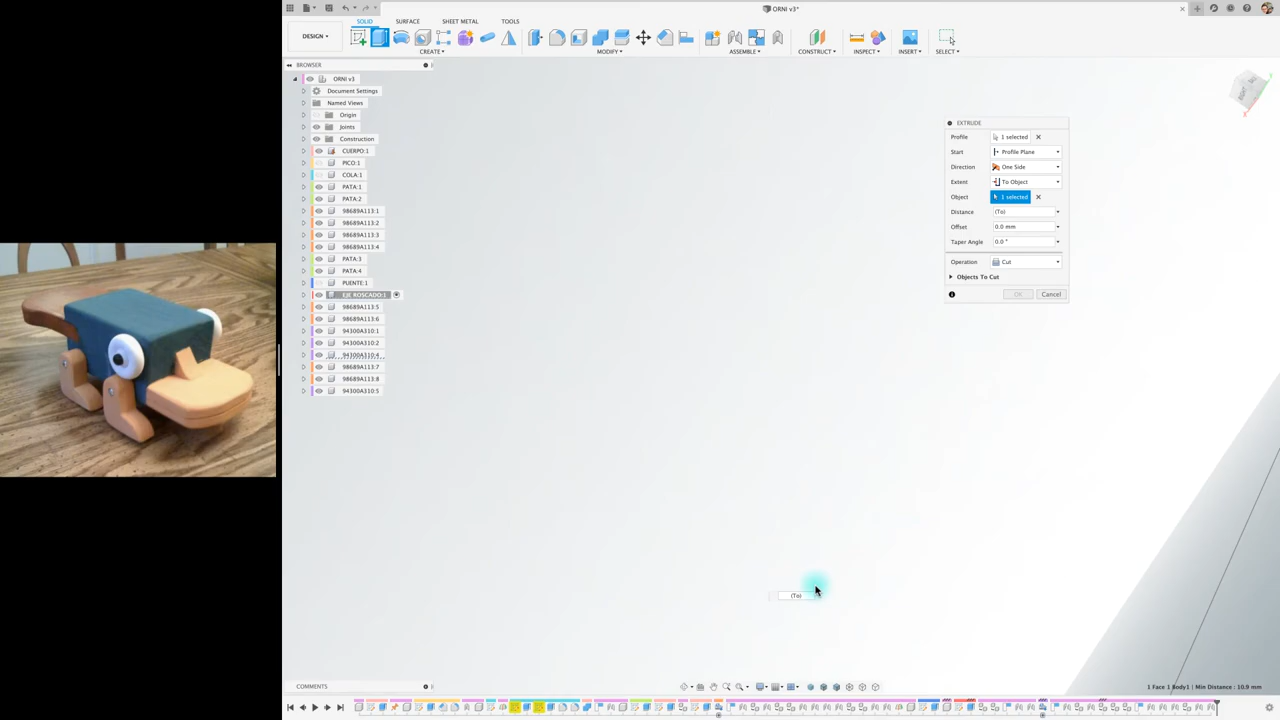 ORNI v3*
SOLID SURFACE SHEET METAL TOOLS
DESIGN
CREATE MODIFY ASSEMBLE CONSTRUCT INSPECT INSERT SELECT
BROWSER
ORNI v3
Document Settings
Named Views
Origin
Joints
Construction
CUERPO:1
PICO:1
COLA:1
PATA:1
PATA:2
98689A113:1
98689A113:2
98689A113:3
98689A113:4
PATA:3
PATA:4
PUENTE:1
EJE ROSCADO:1
98689A113:5
98689A113:6
94300A310:1
94300A310:2
94300A310:4
98689A113:7
98689A113:8
94300A310:5
EXTRUDE
Profile 1 selected
Start Profile Plane
Direction One Side
Extent To Object
Object 1 selected
Distance (To)
Offset 0.0 mm
Taper Angle 0.0 °
Operation Cut
Objects To Cut
OK Cancel
(To)
COMMENTS
1 Face 1 Body1 | Min Distance : 10.9 mm